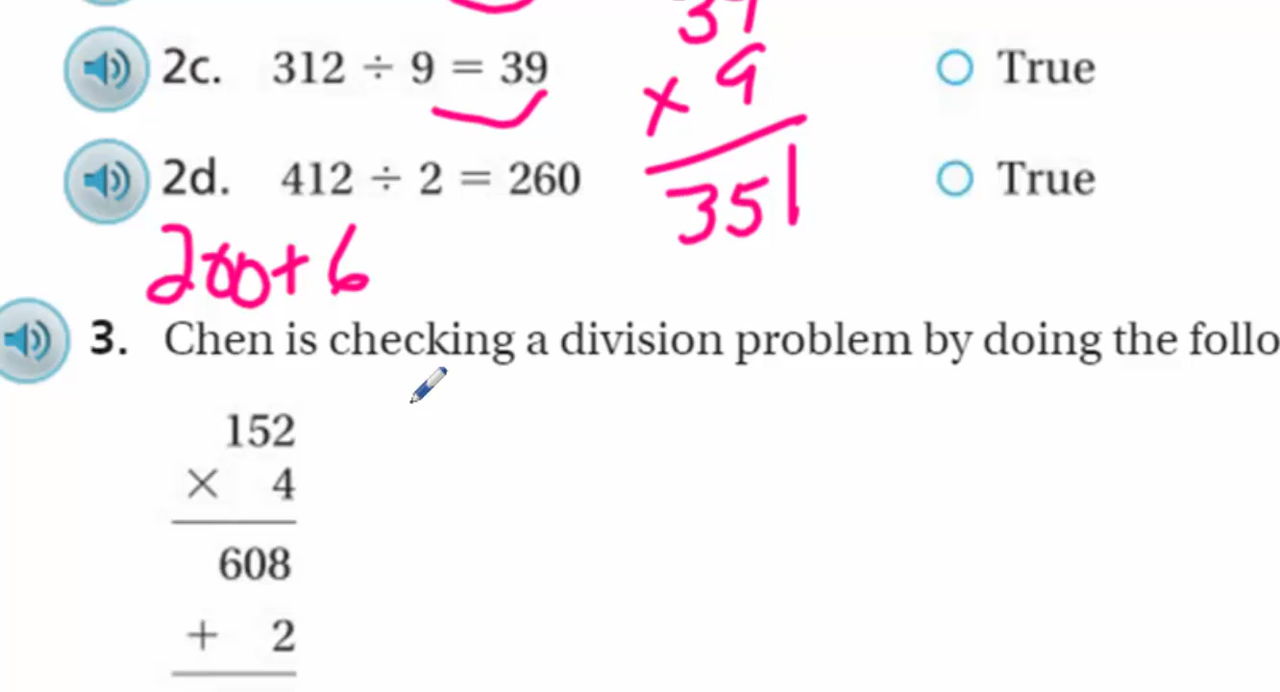 2c. 312 ÷ 9 = 39
× 9
351
True
2d. 412 ÷ 2 = 260
True
200+6
3. Chen is checking a division problem by doing the follo
152
× 4
608
+ 2